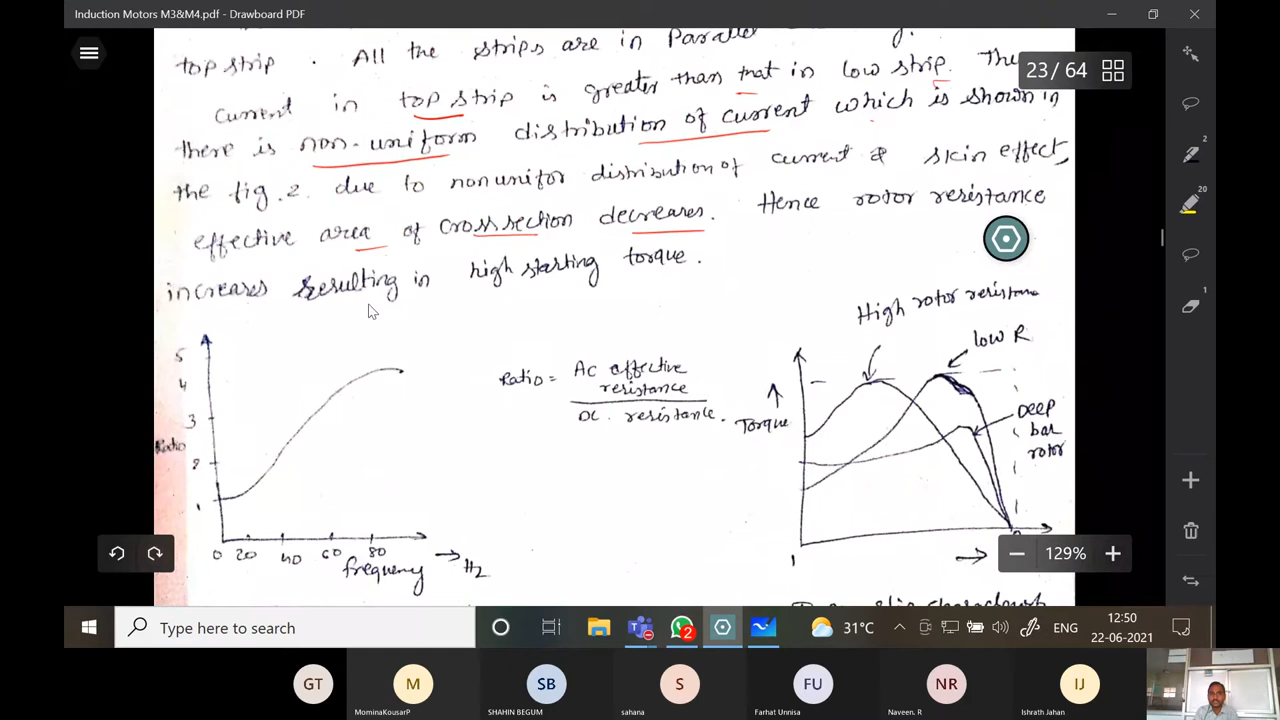 Induction Motors M3&M4.pdf - Drawboard PDF
top strip . All the strips are in Parallel
23 / 64
Current in top strip is greater than that in low strip. The
there is non-uniform distribution of current which is shown in
the fig.2. due to nonunifor distribution of current & skin effect,
effective area of crosssection decreases. Hence rotor resistance
increases resulting in high starting torque.
High rotor resistan
low R
5
4
3
2
1
Ratio
Ratio = AC effective
resistance
DC. resistance.
Torque
Deep
bar
rotor
0 20 40 60 80
frequency Hz
1
129%
Type here to search
2
31°C
ENG
12:50
22-06-2021
2
20
GT
M
SB
S
FU
NR
IJ
MominaKousarP
SHAHIN BEGUM
sahana
Farhat Unnisa
Naveen. R
Ishrath Jahan